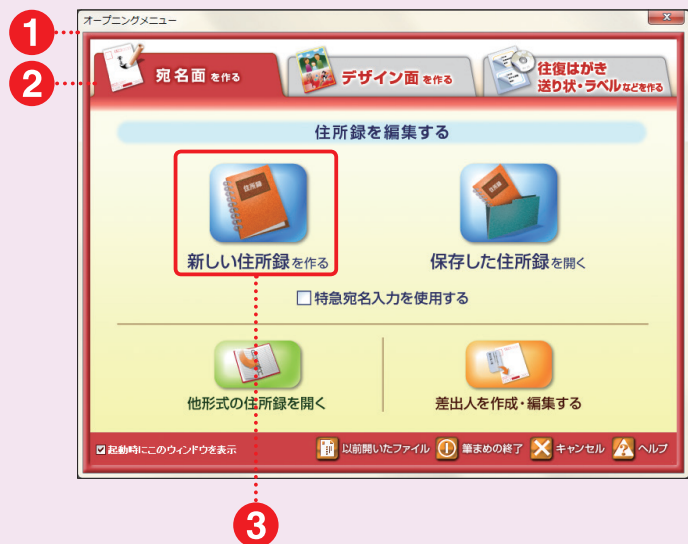 オープニングメニュー
1
2
宛名面を作る
デザイン面を作る
往復はがき
送り状・ラベルなどを作る
住所録を編集する
住所録
新しい住所録を作る
保存した住所録を開く
特急宛名入力を使用する
他形式の住所録を開く
差出人を作成・編集する
起動時にこのウィンドウを表示
以前開いたファイル
筆まめの終了
キャンセル
ヘルプ
3